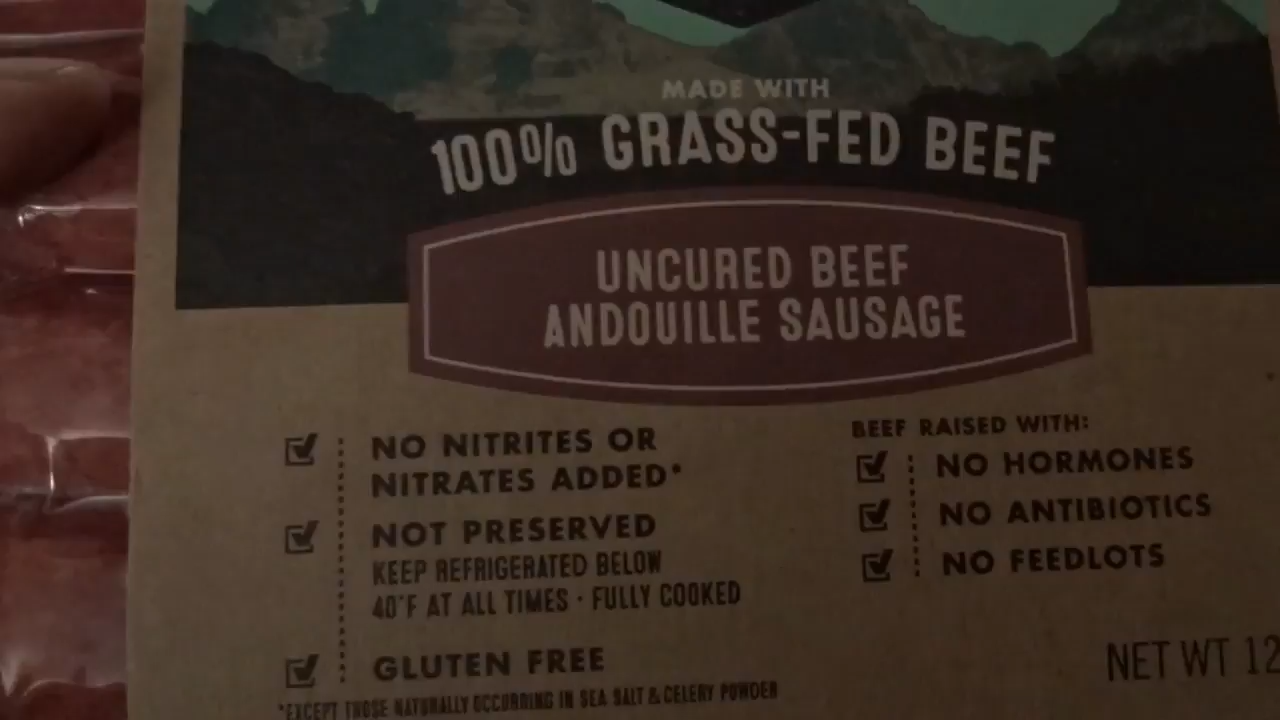 MADE WITH
100% GRASS-FED BEEF
UNCURED BEEF
ANDOUILLE SAUSAGE
NO NITRITES OR
NITRATES ADDED*
NOT PRESERVED
KEEP REFRIGERATED BELOW
40°F AT ALL TIMES · FULLY COOKED
GLUTEN FREE
*EXCEPT THOSE NATURALLY OCCURRING IN SEA SALT & CELERY POWDER
BEEF RAISED WITH:
NO HORMONES
NO ANTIBIOTICS
NO FEEDLOTS
NET WT 12